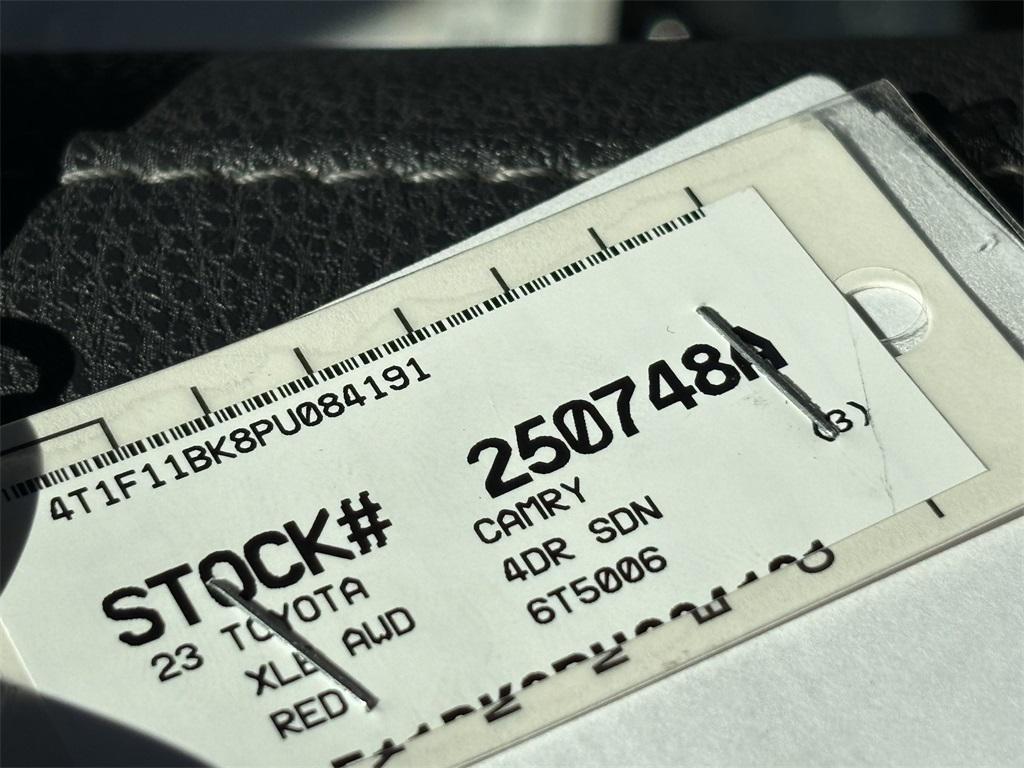 4T1F11BK8PU084191
STOCK# 250748A
(3)
23 TOYOTA CAMRY
XLE AWD 4DR SDN
RED 6T5006